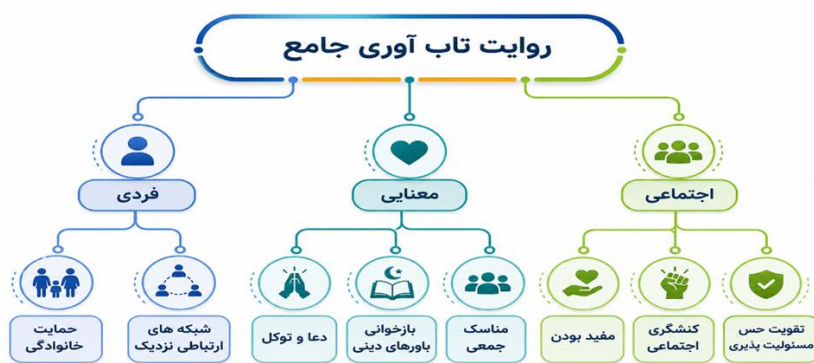 روایت تاب آوری جامع
اجتماعی
معنایی
فردی
تقویت حس
مسئولیت پذیری
کنشگری
اجتماعی
مفید بودن
مناسک
جمعی
بازخوانی
باورهای دینی
دعا و توکل
شبکه های
ارتباطی نزدیک
حمایت
خانوادگی